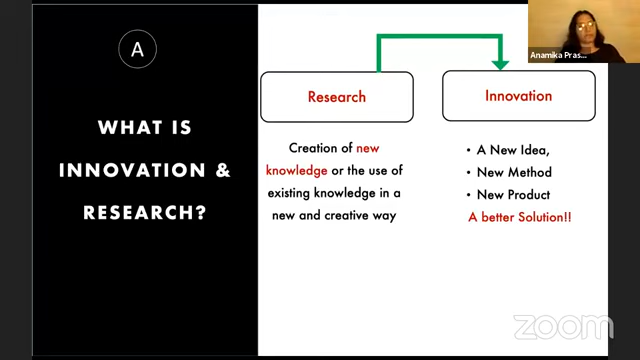 A
WHAT IS
INNOVATION &
RESEARCH?
Research
Creation of new
knowledge or the use of
existing knowledge in a
new and creative way
Innovation
• A New Idea,
• New Method
• New Product
A better Solution!!
Anamika Pras...
zoom